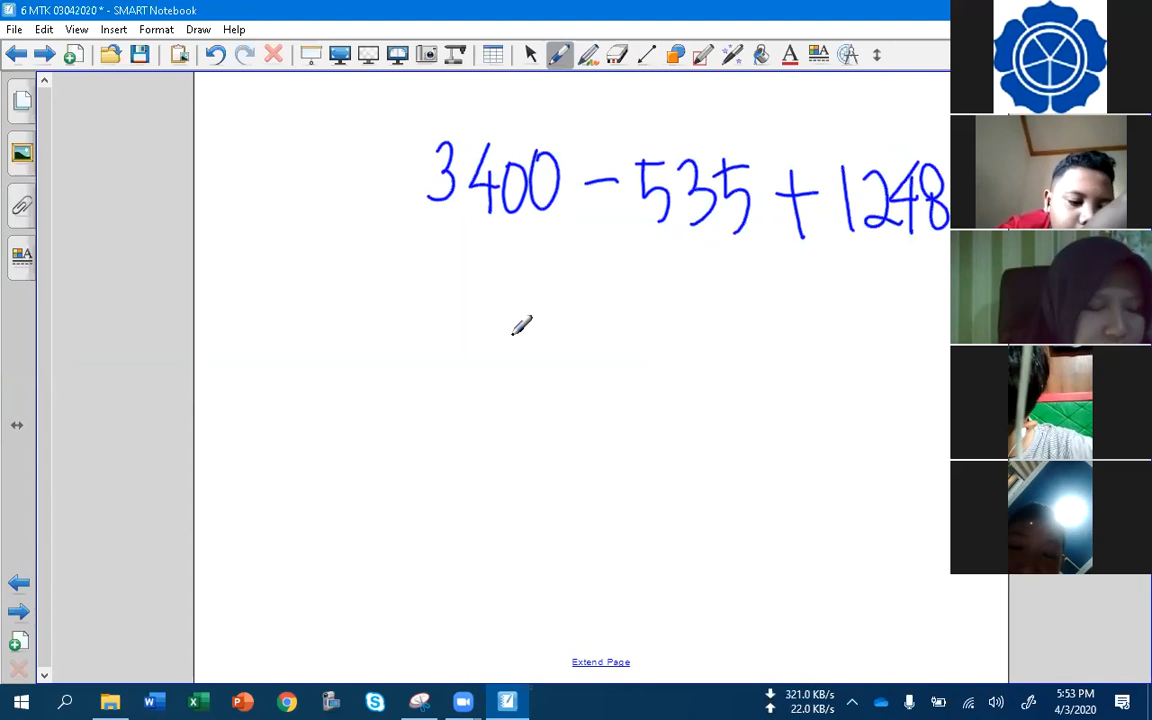 6 MTK 03042020 * - SMART Notebook
File Edit View Insert Format Draw Help
3400 - 535 + 1248
Extend Page
321.0 KB/s
22.0 KB/s
5:53 PM
4/3/2020